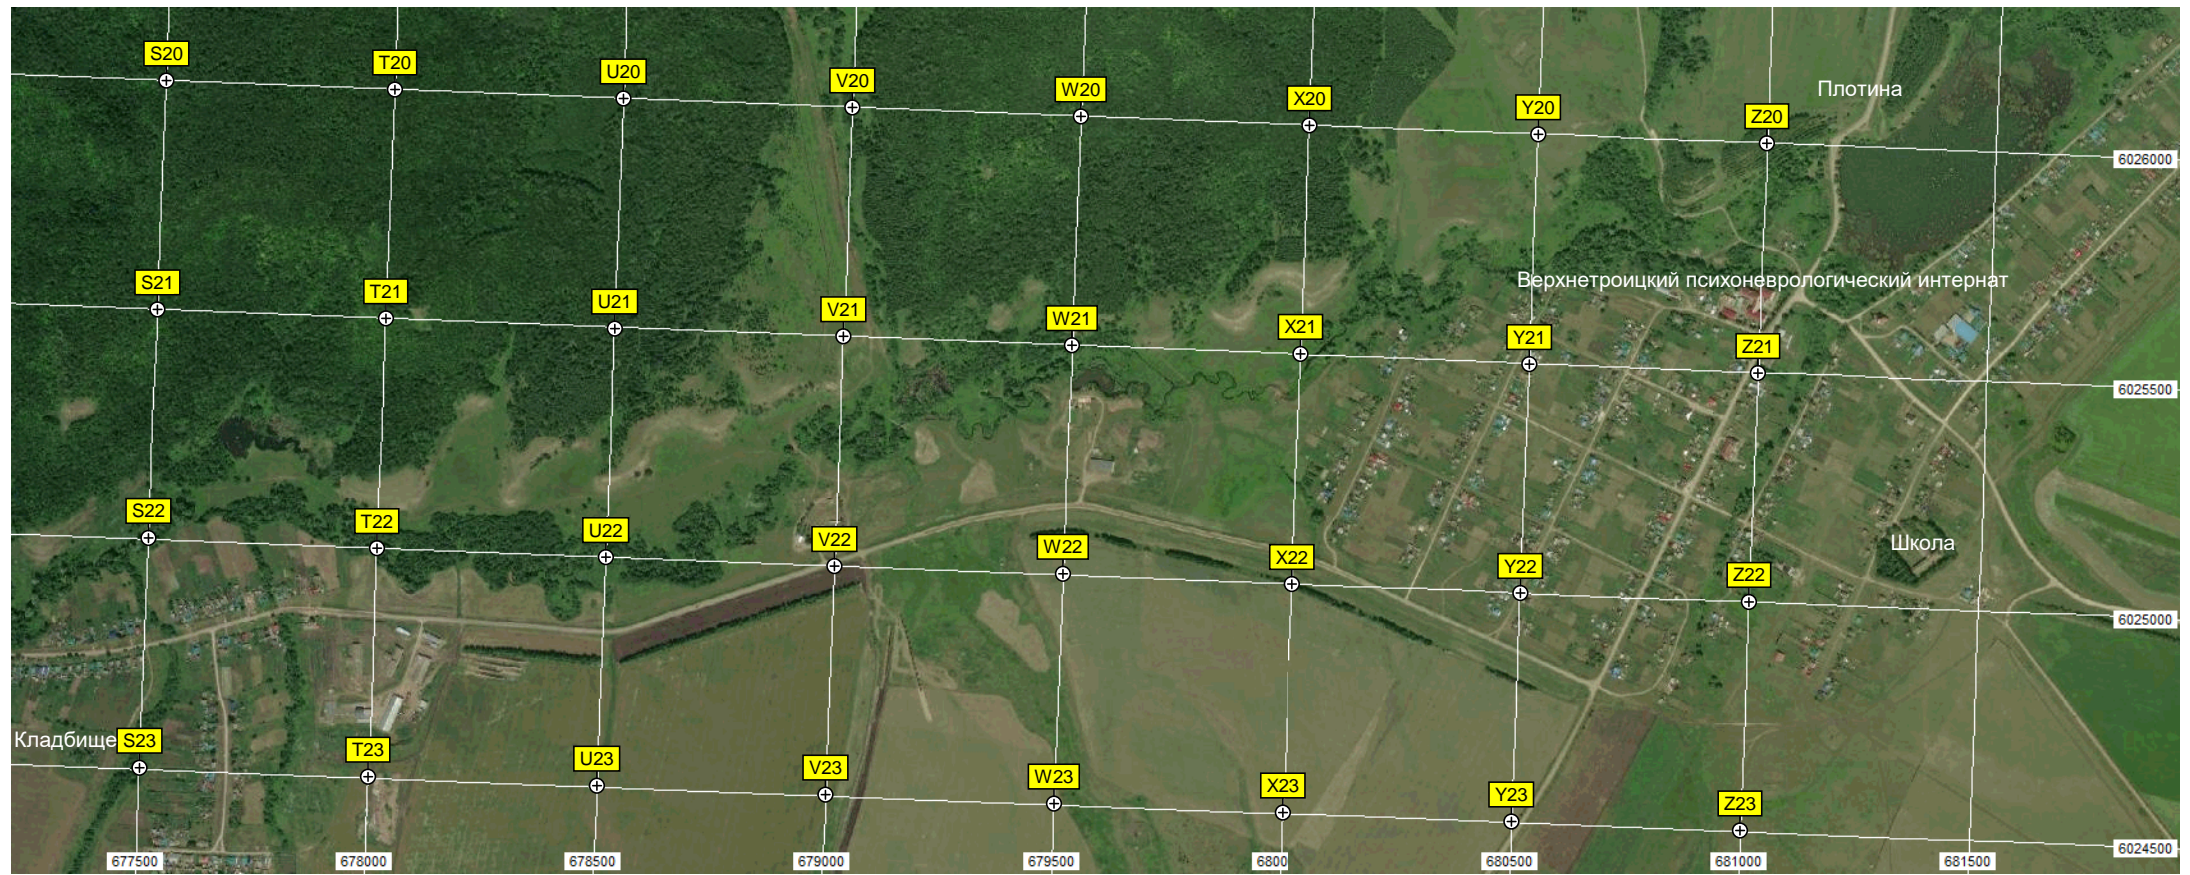 S20
T20
U20
V20
W20
X20
Y20
Z20
Плотина
6026000
S21
T21
U21
V21
W21
X21
Y21
Z21
Верхнетроицкий психоневрологический интернат
6025500
S22
T22
U22
V22
W22
X22
Y22
Z22
Школа
6025000
Кладбище
S23
T23
U23
V23
W23
X23
Y23
Z23
6024500
677500
678000
678500
679000
679500
6800
680500
681000
681500